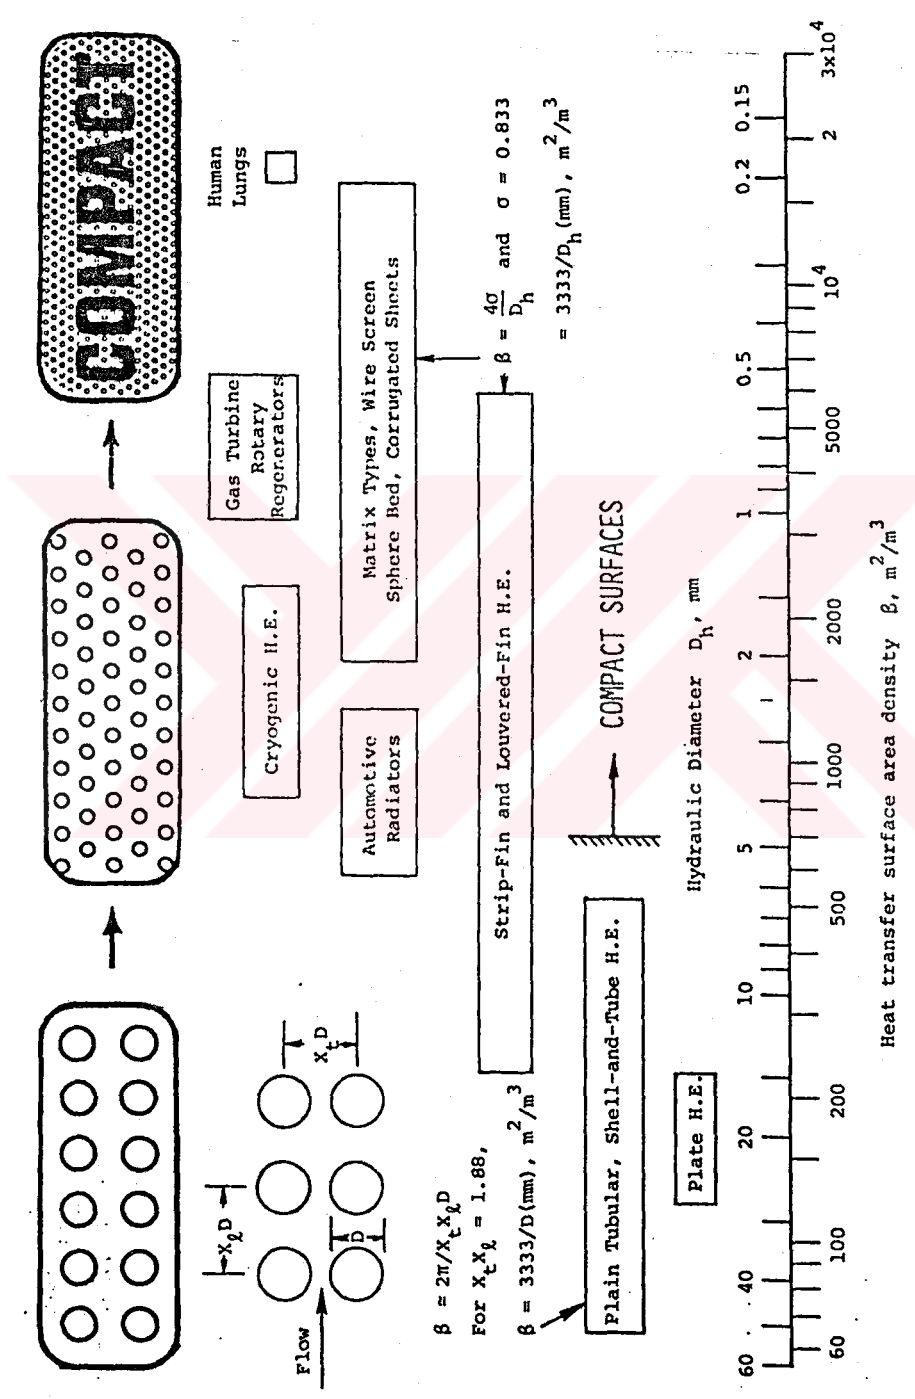 COMPACT
Human
Lungs
Gas Turbine
Rotary
Regenerators
Cryogenic H.E.
Matrix Types, Wire Screen
Sphere Bed, Corrugated Sheets
Automotive
Radiators
Strip-Fin and Louvered-Fin H.E.
β = 4σ/D_h and σ = 0.833
= 3333/D_h(mm), m²/m³
X_ℓD
X_tD
D
Flow
β = 2π/X_tX_ℓD
For X_tX_ℓ = 1.88,
β = 3333/D(mm), m²/m³
Plain Tubular, Shell-and-Tube H.E.
COMPACT SURFACES
Plate H.E.
Hydraulic Diameter D_h, mm
60 40 20 10 5 2 1 0.5 0.2 0.15
60 100 200 500 1000 2000 5000 10⁴ 2 3x10⁴
Heat transfer surface area density β, m²/m³